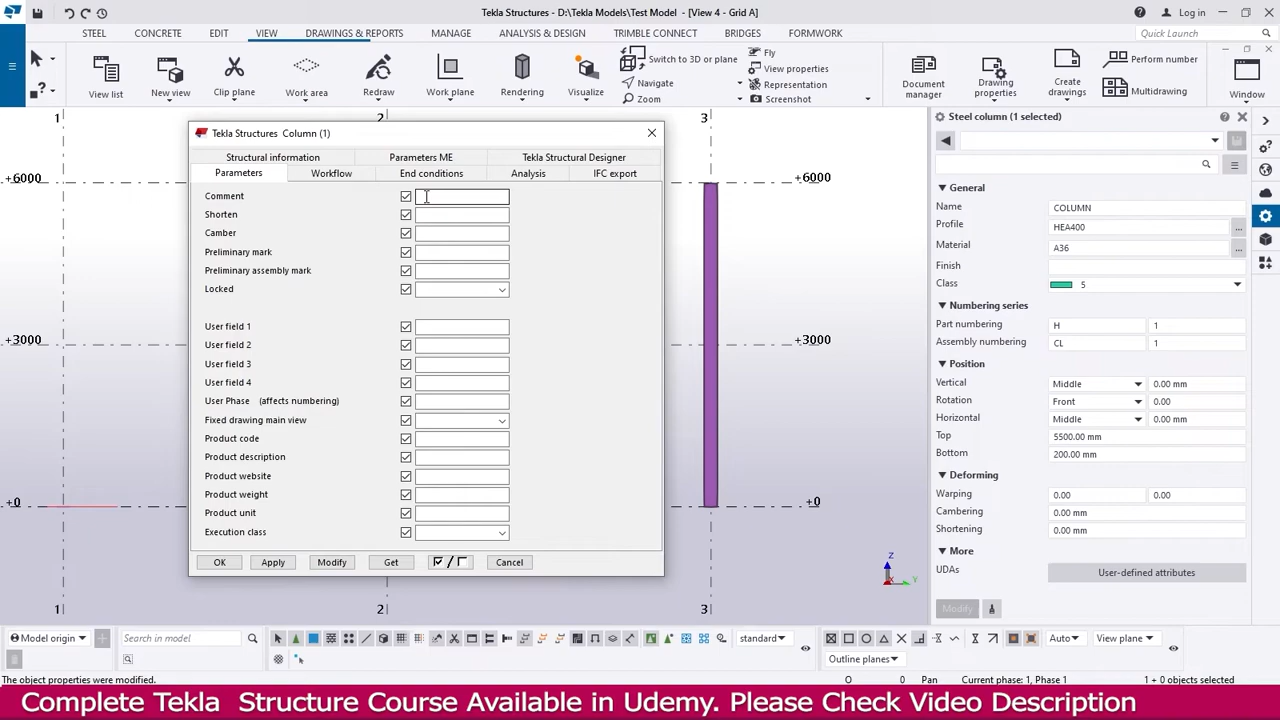 Tekla Structures - D:\Tekla Models\Test Model - [View 4 - Grid A]
Log in
STEEL CONCRETE EDIT VIEW DRAWINGS & REPORTS MANAGE ANALYSIS & DESIGN TRIMBLE CONNECT BRIDGES FORMWORK
Quick Launch
View list
New view
Clip plane
Work area
Redraw
Work plane
Switch to 3D or plane
Navigate
Zoom
Rendering
Visualize
Fly
View properties
Representation
Screenshot
Document manager
Drawing properties
Create drawings
Perform number
Multidrawing
Window
1 2 3
+6000 +6000
+3000 +3000
+0 +0
1 2 3
Z
Y
X
Tekla Structures Column (1)
Structural information Parameters ME Tekla Structural Designer
Parameters Workflow End conditions Analysis IFC export
Comment
Shorten
Camber
Preliminary mark
Preliminary assembly mark
Locked
User field 1
User field 2
User field 3
User field 4
User Phase (affects numbering)
Fixed drawing main view
Product code
Product description
Product website
Product weight
Product unit
Execution class
OK Apply Modify Get / Cancel
Steel column (1 selected)
General
Name COLUMN
Profile HEA400 ...
Material A36 ...
Finish
Class 5
Numbering series
Part numbering H 1
Assembly numbering CL 1
Position
Vertical Middle 0.00 mm
Rotation Front 0.00
Horizontal Middle 0.00 mm
Top 5500.00 mm
Bottom 200.00 mm
Deforming
Warping 0.00 0.00
Cambering 0.00 mm
Shortening 0.00 mm
More
UDAs User-defined attributes
Modify
Model origin
Search in model
standard
Auto
View plane
Outline planes
The object properties were modified.
O 0 Pan Current phase: 1, Phase 1 1 + 0 objects selected
Complete Tekla Structure Course Available in Udemy. Please Check Video Description